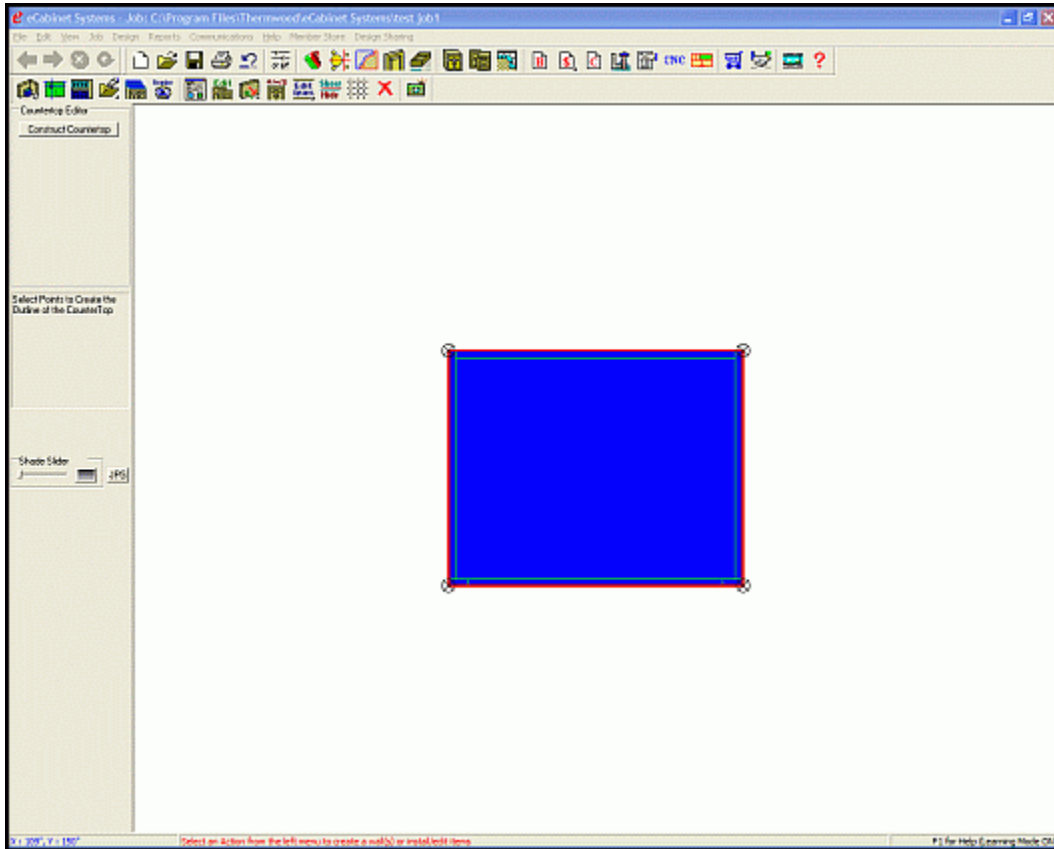 eCabinet Systems - Job: C:\Program Files\Thermwood\eCabinet Systems\test job1
File Edit View Job Design Reports Communications Help Member Store Design Sharing
CNC
?
Countertop Editor
Construct Countertop
Select Points to Create the
Outline of the CounterTop
Shade Slider
JPG
X = 109", Y = 150"
Select an Action from the left menu to create a wall(s) or install/edit items
F1 for Help (Learning Mode ON